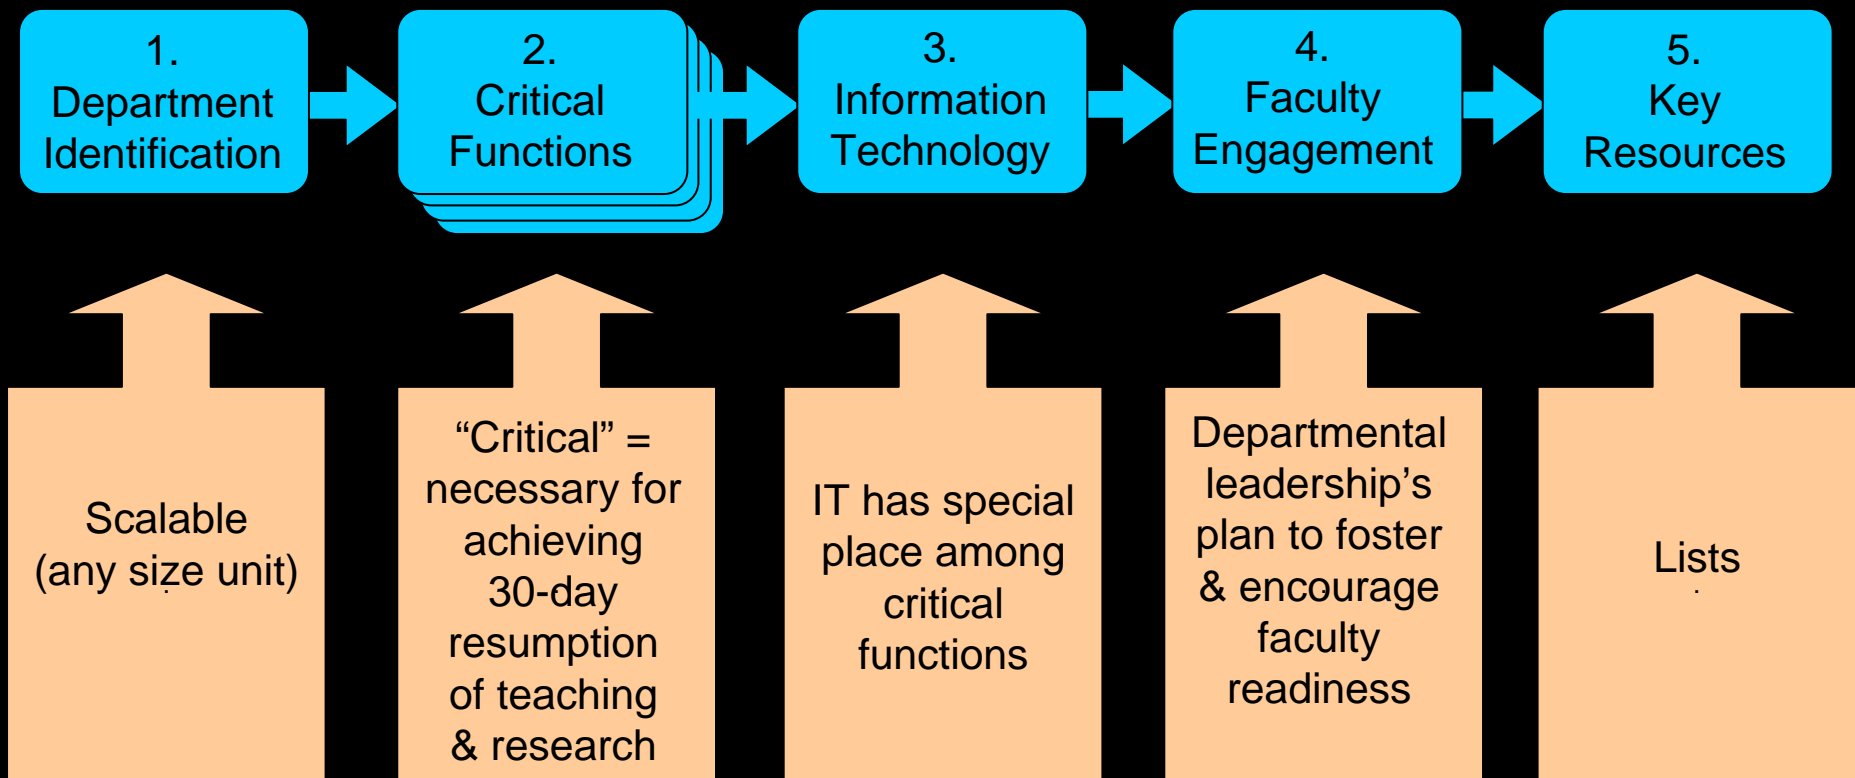 1.
Department
Identification
2.
Critical
Functions
3.
Information
Technology
4.
Faculty
Engagement
5.
Key
Resources
Scalable
(any size unit)
“Critical” =
necessary for
achieving
30-day
resumption
of teaching
& research
IT has special
place among
critical
functions
Departmental
leadership’s
plan to foster
& encourage
faculty
readiness
Lists